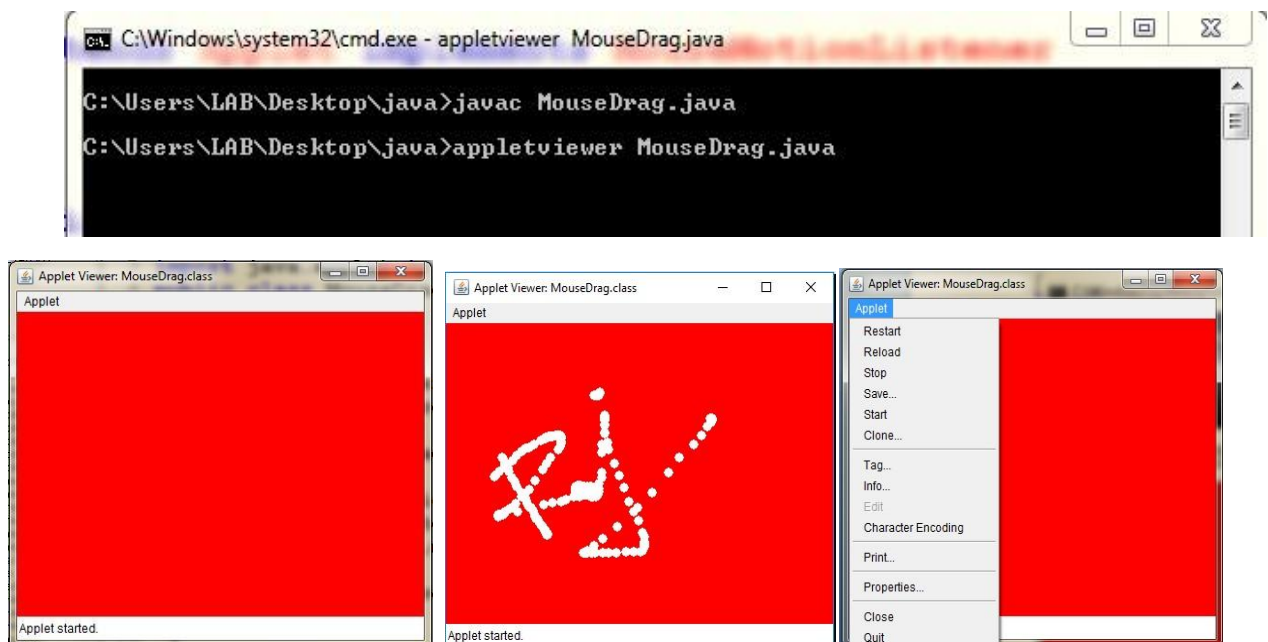 C:\Windows\system32\cmd.exe - appletviewer MouseDrag.java
C:\Users\LAB\Desktop\java>javac MouseDrag.java
C:\Users\LAB\Desktop\java>appletviewer MouseDrag.java
Applet Viewer: MouseDrag.class
Applet
Applet started.
Applet Viewer: MouseDrag.class
Applet
Applet started.
Applet Viewer: MouseDrag.class
Applet
Restart
Reload
Stop
Save...
Start
Clone...
Tag...
Info...
Edit
Character Encoding
Print...
Properties...
Close
Quit